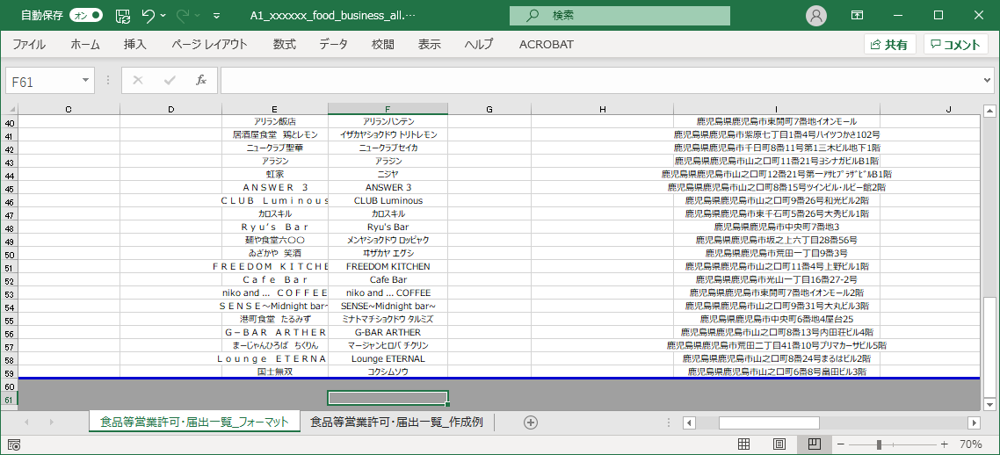 自動保存 オン A1_xxxxxx_food_business_all.... 検索
ファイル ホーム 挿入 ページ レイアウト 数式 データ 校閲 表示 ヘルプ ACROBAT 共有 コメント
F61 fx
C D E F G H I J
40 アリラン飯店 アリランハンテン 鹿児島県鹿児島市東開町7番地イオンモール
41 居酒屋食堂 鶏とレモン イザカヤショクドウ トリトレモン 鹿児島県鹿児島市紫原七丁目1番4号ハイツつかさ102号
42 ニュークラブ聖華 ニュークラブセイカ 鹿児島県鹿児島市千日町8番11号第1三木ビル地下1階
43 アラジン アラジン 鹿児島県鹿児島市山之口町11番21号ヨシナガビルB1階
44 虹家 ニジヤ 鹿児島県鹿児島市山之口町12番21号第一アサヒプラザビルB1階
45 ＡＮＳＷＥＲ ３ ANSWER 3 鹿児島県鹿児島市山之口町8番15号ツインビル・ルビー館2階
46 ＣＬＵＢ Ｌｕｍｉｎｏｕｓ CLUB Luminous 鹿児島県鹿児島市山之口町9番26号和光ビル2階
47 カロスキル カロスキル 鹿児島県鹿児島市東千石町5番26号大秀ビル1階
48 Ｒｙｕ’ｓ Ｂａｒ Ryu's Bar 鹿児島県鹿児島市中央町7番地3
49 麺や食堂六〇〇 メンヤショクドウ ロッピャク 鹿児島県鹿児島市坂之上六丁目28番56号
50 ゐざかや 笑酒 ヰザカヤ エグシ 鹿児島県鹿児島市荒田一丁目9番3号
51 ＦＲＥＥＤＯＭ ＫＩＴＣＨＥ FREEDOM KITCHEN 鹿児島県鹿児島市山之口町11番4号上野ビル1階
52 Ｃａｆｅ Ｂａｒ Cafe Bar 鹿児島県鹿児島市光山一丁目16番27-2号
53 niko and ... ＣＯＦＦＥＥ niko and ... COFFEE 鹿児島県鹿児島市東開町7番地イオンモール2階
54 ＳＥＮＳＥ～Midnight bar~ SENSE~Midnight bar~ 鹿児島県鹿児島市山之口町9番31号大丸ビル3階
55 港町食堂 たるみず ミナトマチショクドウ タルミズ 鹿児島県鹿児島市中央町6番地4屋台25
56 Ｇ－ＢＡＲ ＡＲＴＨＥＲ G-BAR ARTHER 鹿児島県鹿児島市山之口町8番13号内田荘ビル4階
57 まーじゃんひろば ちくりん マージャンヒロバ チクリン 鹿児島県鹿児島市荒田二丁目41番10号プリマカーサビル5階
58 Ｌｏｕｎｇｅ ＥＴＥＲＮＡ Lounge ETERNAL 鹿児島県鹿児島市山之口町8番24号まるはビル2階
59 国士無双 コクシムソウ 鹿児島県鹿児島市山之口町6番8号畠田ビル3階
60
61
食品等営業許可・届出一覧_フォーマット 食品等営業許可・届出一覧_作成例
70%